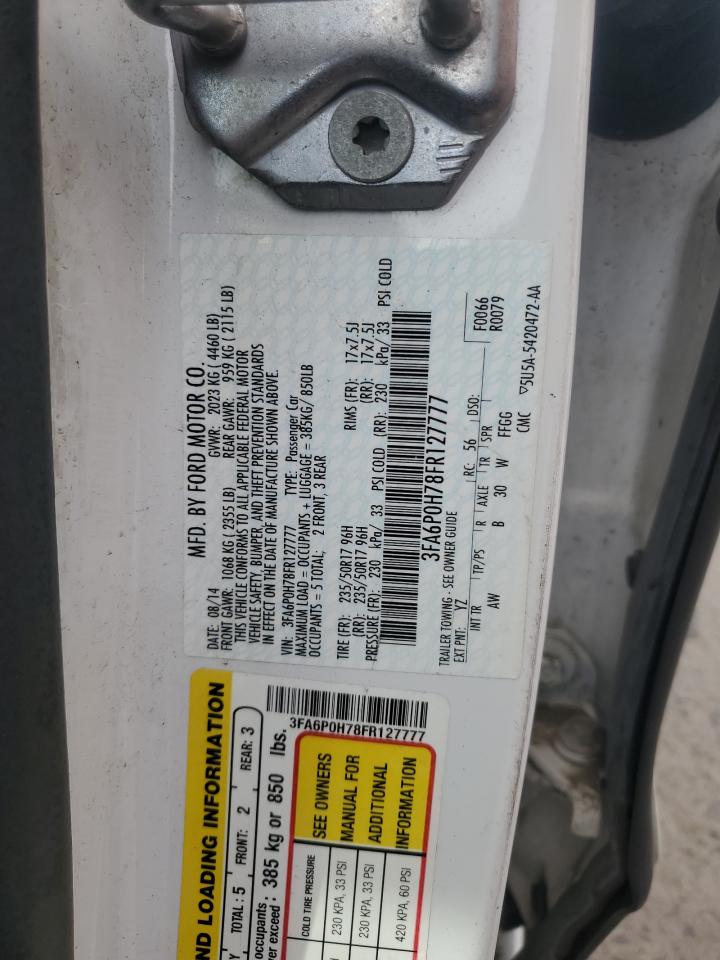 MFD. BY FORD MOTOR CO.
DATE: 08/14 GVWR: 2023 KG ( 4460 LB)
FRONT GAWR: 1068 KG ( 2355 LB) REAR GAWR: 959 KG ( 2115 LB)
THIS VEHICLE CONFORMS TO ALL APPLICABLE FEDERAL MOTOR
VEHICLE SAFETY, BUMPER, AND THEFT PREVENTION STANDARDS
IN EFFECT ON THE DATE OF MANUFACTURE SHOWN ABOVE.
VIN: 3FA6P0H78FR127777 TYPE: Passenger Car
MAXIMUM LOAD = OCCUPANTS + LUGGAGE = 385KG/ 850LB
OCCUPANTS = 5 TOTAL; 2 FRONT, 3 REAR
TIRE (FR): 235/50R17 96H RIMS (FR): 17x7.5J
(RR): 235/50R17 96H (RR): 17x7.5J
PRESSURE (FR): 230 kPa/ 33 PSI COLD (RR): 230 kPa/ 33 PSI COLD
3FA6P0H78FR127777
TRAILER TOWING - SEE OWNER GUIDE
EXT PNT: YZ RC: 56 DSO: F0066
R0079
INT TR TP/PS R AXLE TR SPR
AW B 30 W FFGG
CMC ▽5U5A-5420472-AA
ND LOADING INFORMATION
TOTAL : 5 FRONT: 2 REAR: 3
occupants
ver exceed : 385 kg or 850 lbs.
3FA6P0H78FR127777
COLD TIRE PRESSURE
230 KPA, 33 PSI
230 KPA, 33 PSI
420 KPA, 60 PSI
SEE OWNERS
MANUAL FOR
ADDITIONAL
INFORMATION